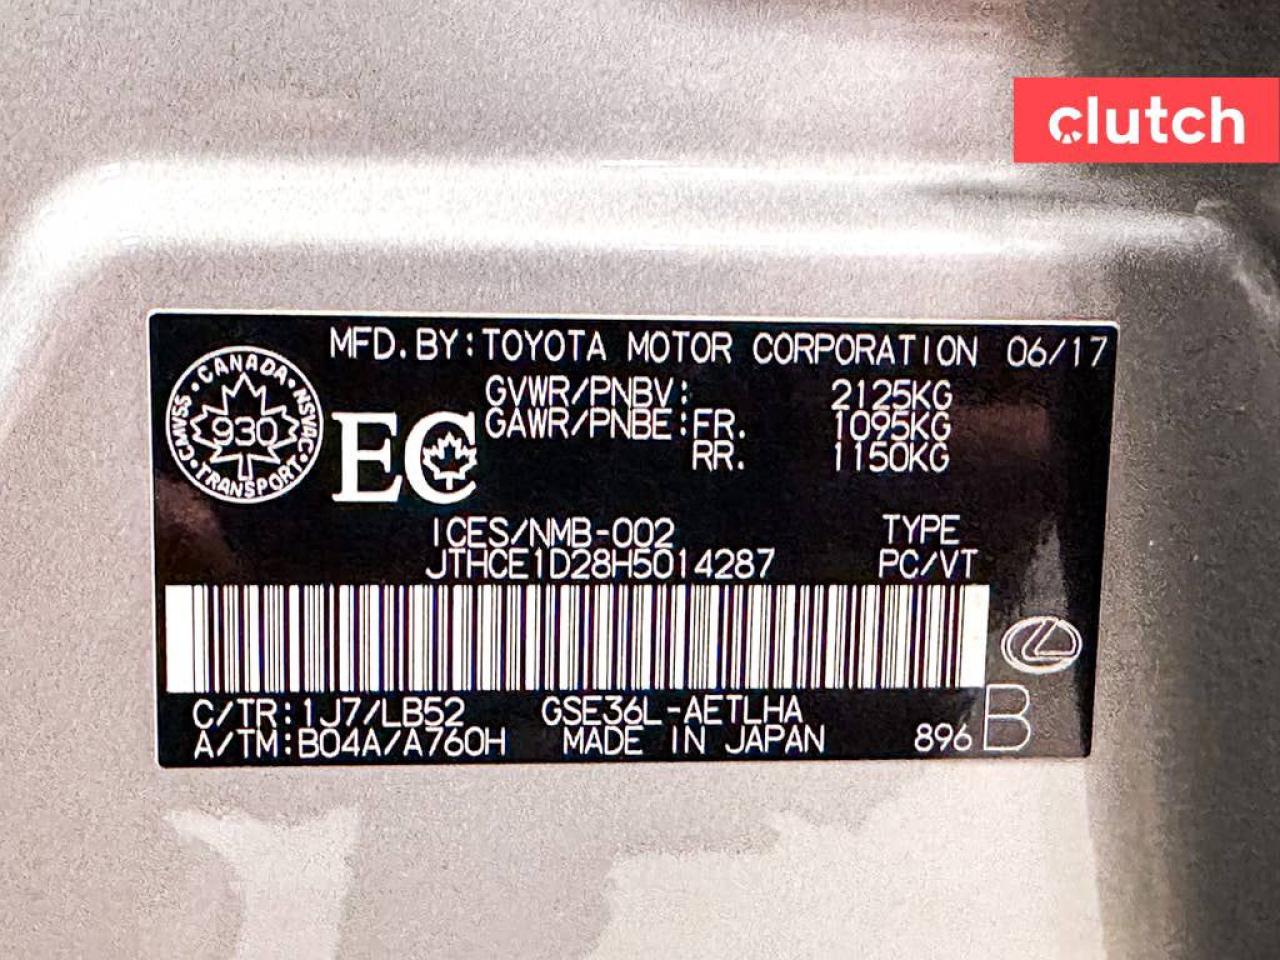 clutch
MFD. BY: TOYOTA MOTOR CORPORATION 06/17
GVWR/PNBV: 2125KG
GAWR/PNBE: FR. 1095KG
RR. 1150KG
CANADA
CMVSS
NSVAC
930
TRANSPORT
EC
ICES/NMB-002 TYPE
JTHCE1D28H5014287 PC/VT
C/TR: 1J7/LB52 GSE36L-AETLHA
A/TM: B04A/A760H MADE IN JAPAN 896 B